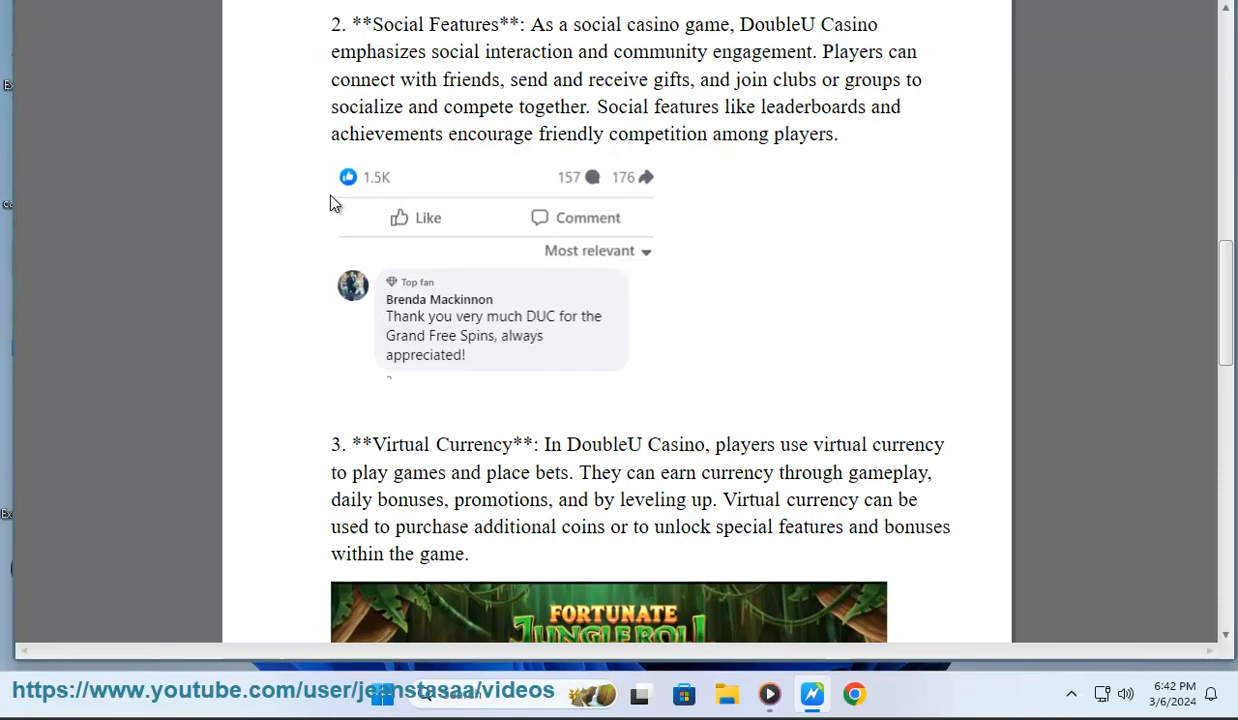 2. **Social Features**: As a social casino game, DoubleU Casino
emphasizes social interaction and community engagement. Players can
connect with friends, send and receive gifts, and join clubs or groups to
socialize and compete together. Social features like leaderboards and
achievements encourage friendly competition among players.
1.5K 157 176
Like Comment
Most relevant
Top fan
Brenda Mackinnon
Thank you very much DUC for the
Grand Free Spins, always
appreciated!
3. **Virtual Currency**: In DoubleU Casino, players use virtual currency
to play games and place bets. They can earn currency through gameplay,
daily bonuses, promotions, and by leveling up. Virtual currency can be
used to purchase additional coins or to unlock special features and bonuses
within the game.
FORTUNATE
JUNGLE ROLL
https://www.youtube.com/user/jeanstasaa/videos
6:42 PM
3/6/2024